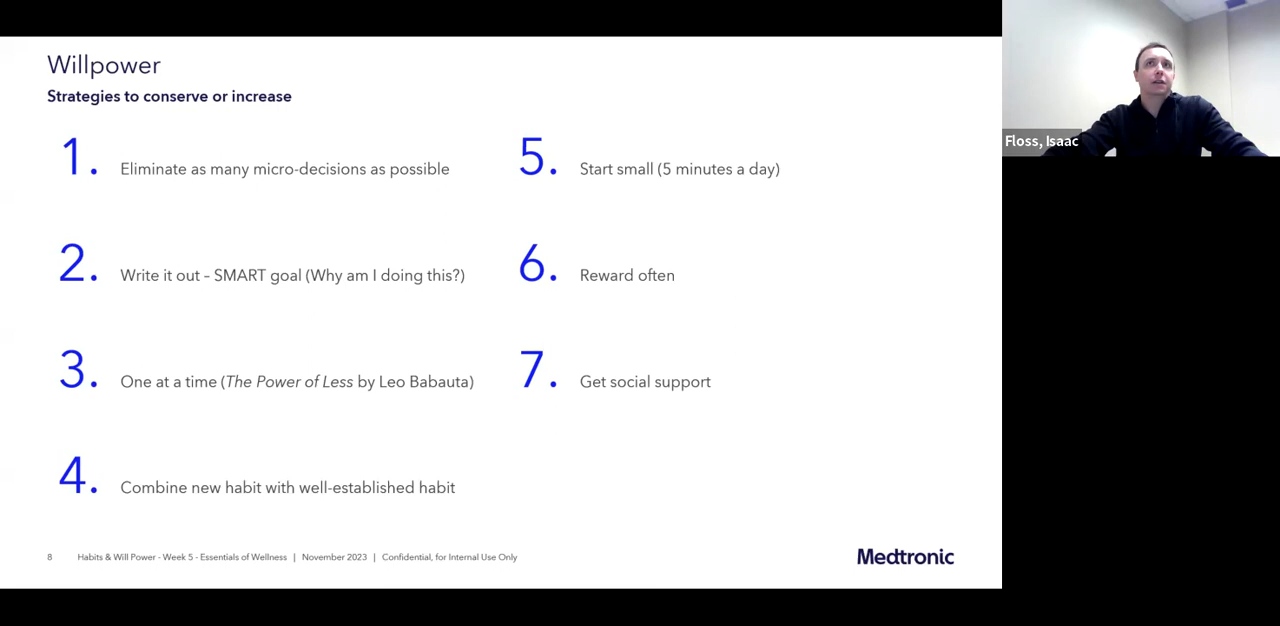 Willpower
Strategies to conserve or increase
1. Eliminate as many micro-decisions as possible
2. Write it out – SMART goal (Why am I doing this?)
3. One at a time (The Power of Less by Leo Babauta)
4. Combine new habit with well-established habit
5. Start small (5 minutes a day)
6. Reward often
7. Get social support
8 Habits & Will Power - Week 5 - Essentials of Wellness | November 2023 | Confidential, for Internal Use Only
Medtronic
Floss, Isaac